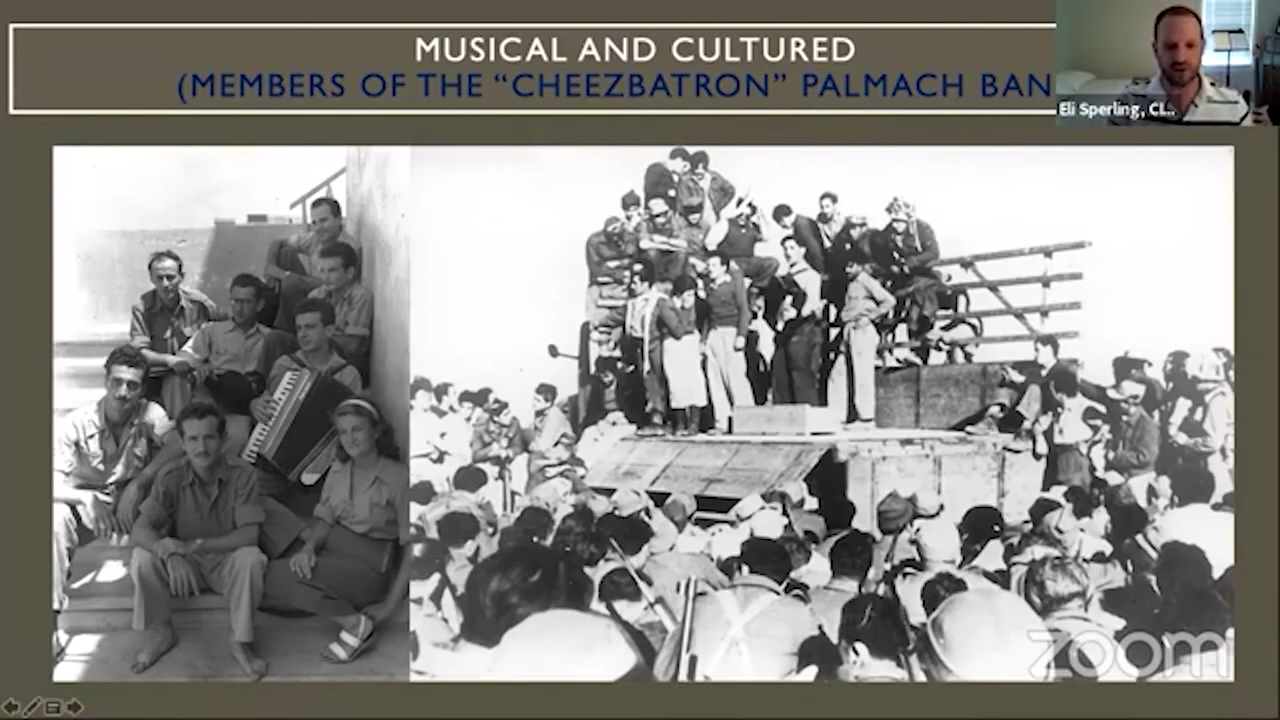 MUSICAL AND CULTURED
(MEMBERS OF THE “CHEEZBATRON” PALMACH BAN
Eli Sperling, CL...
zoom